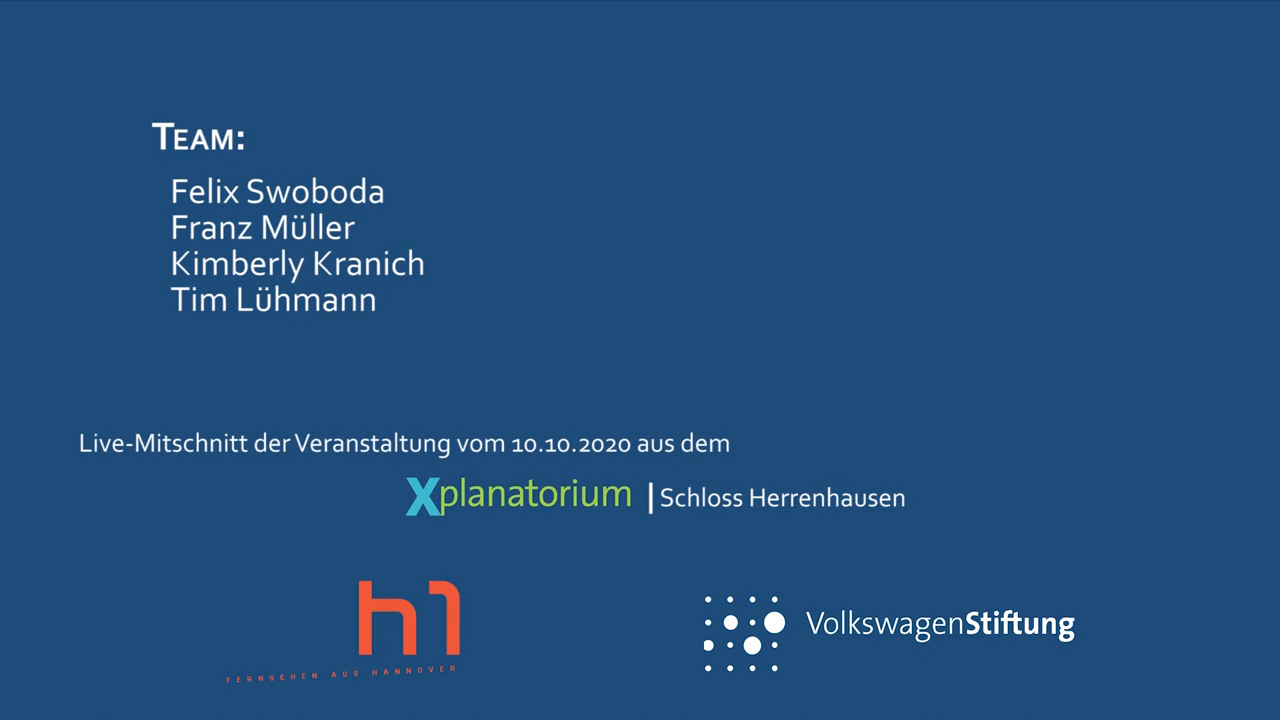 TEAM:
Felix Swoboda
Franz Müller
Kimberly Kranich
Tim Lühmann
Live-Mitschnitt der Veranstaltung vom 10.10.2020 aus dem
Xplanatorium | Schloss Herrenhausen
h1
FERNSEHEN AUS HANNOVER
VolkswagenStiftung